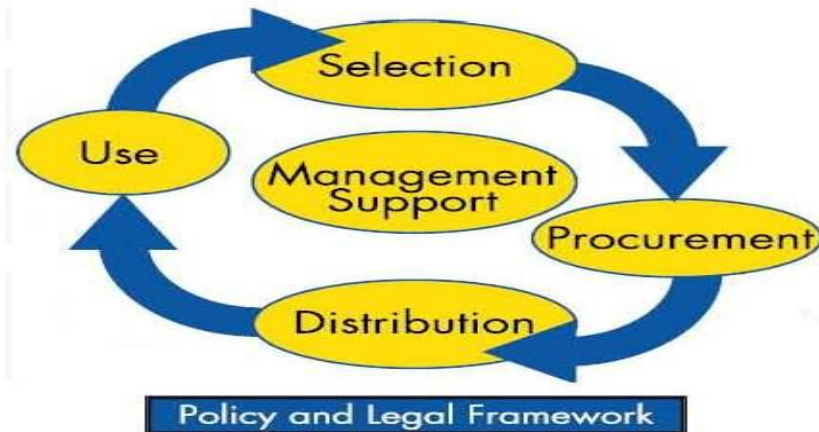 Selection
Use
Management
Support
Procurement
Distribution
Policy and Legal Framework